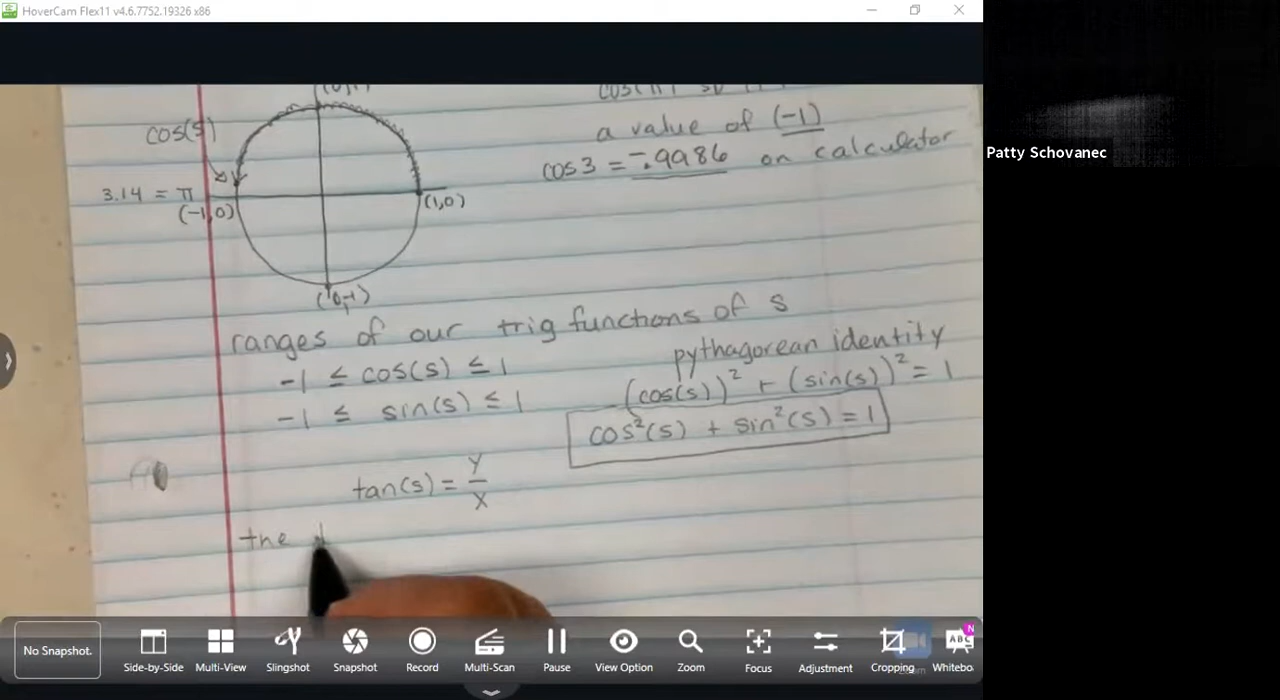 HoverCam Flex11 v4.6.7752.19326 x86
cos(s)
a value of (-1)
cos 3 = -.9986 on calculator
Patty Schovanec
3.14 = π
(-1,0)
(1,0)
(0,-1)
ranges of our trig functions of s
pythagorean identity
-1 ≤ cos(s) ≤ 1
(cos(s))² + (sin(s))² = 1
-1 ≤ sin(s) ≤ 1
cos²(s) + sin²(s) = 1
tan(s) = y/x
the
No Snapshot.
Side-by-Side
Multi-View
Slingshot
Snapshot
Record
Multi-Scan
Pause
View Option
Zoom
Focus
Adjustment
Cropping
ABC
N
Whiteboa